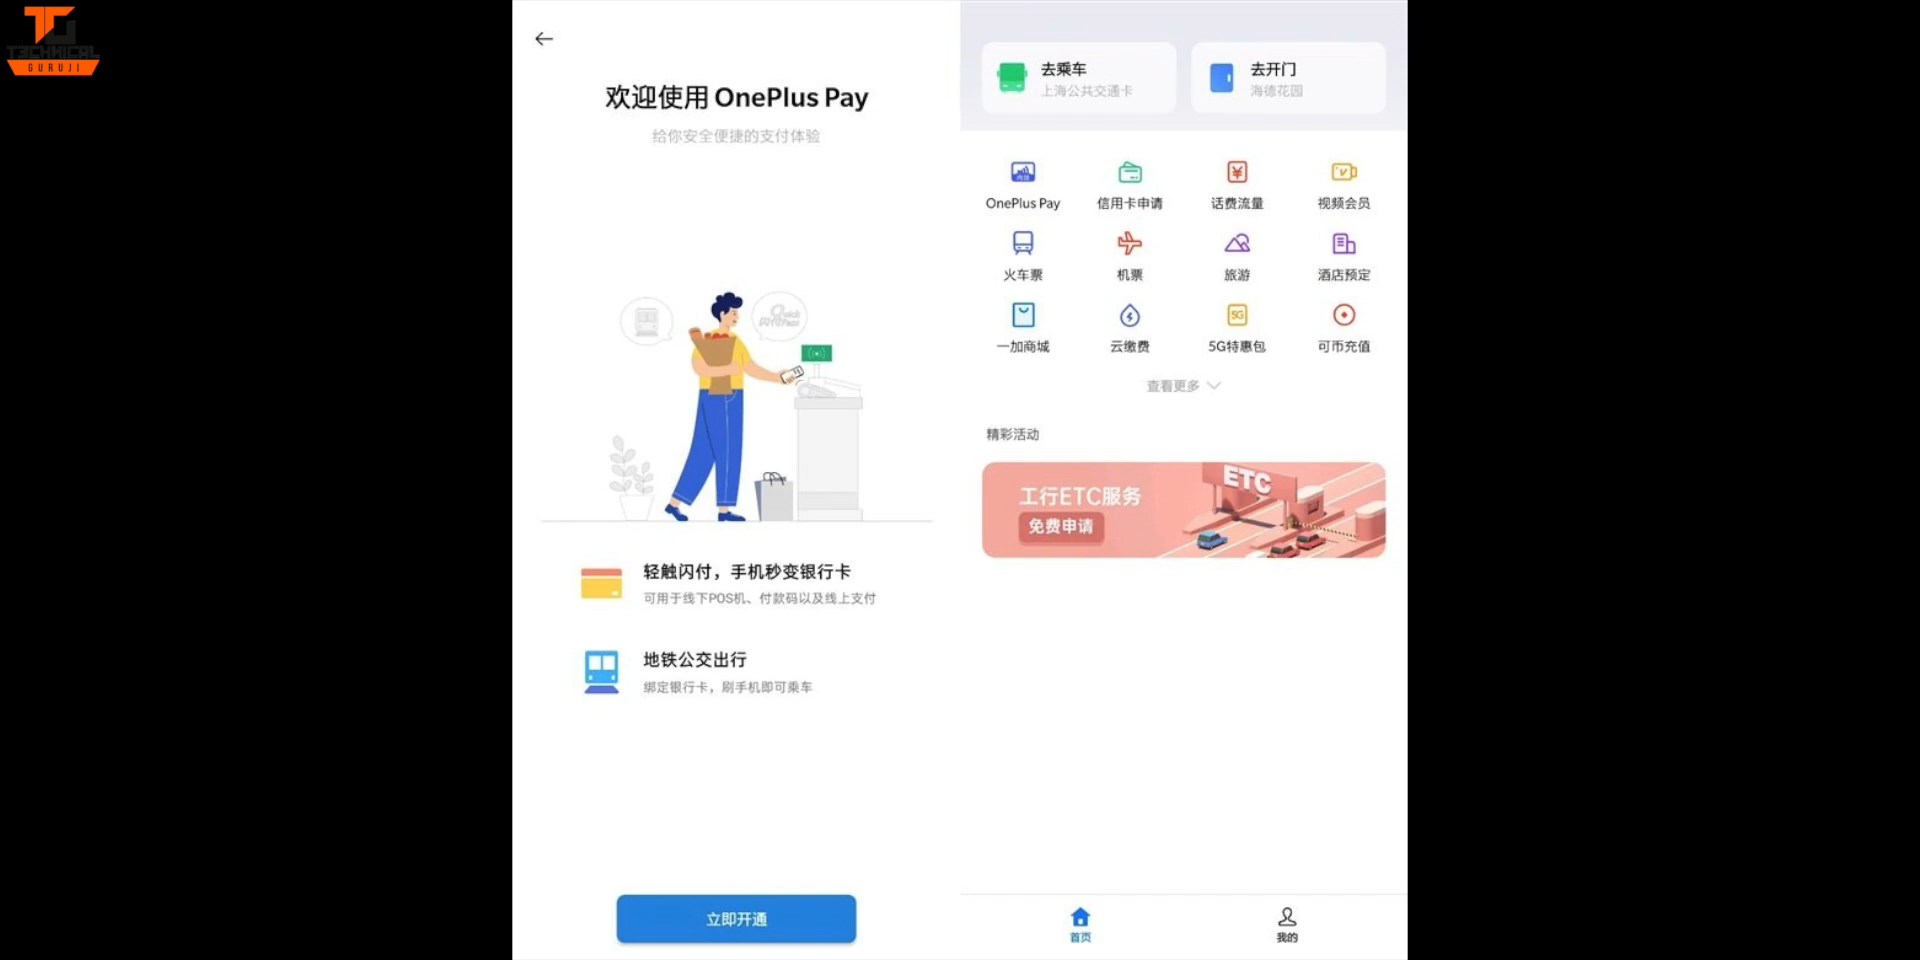 TECHNICAL
GURUJI
欢迎使用 OnePlus Pay
给你安全便捷的支付体验
Quick
闪付Pass
轻触闪付，手机秒变银行卡
可用于线下POS机、付款码以及线上支付
地铁公交出行
绑定银行卡，刷手机即可乘车
立即开通
去乘车
上海公共交通卡
去开门
海德花园
OnePlus Pay
信用卡申请
话费流量
视频会员
火车票
机票
旅游
酒店预定
一加商城
云缴费
5G
5G特惠包
可币充值
查看更多
精彩活动
工行ETC服务
免费申请
ETC
首页
我的